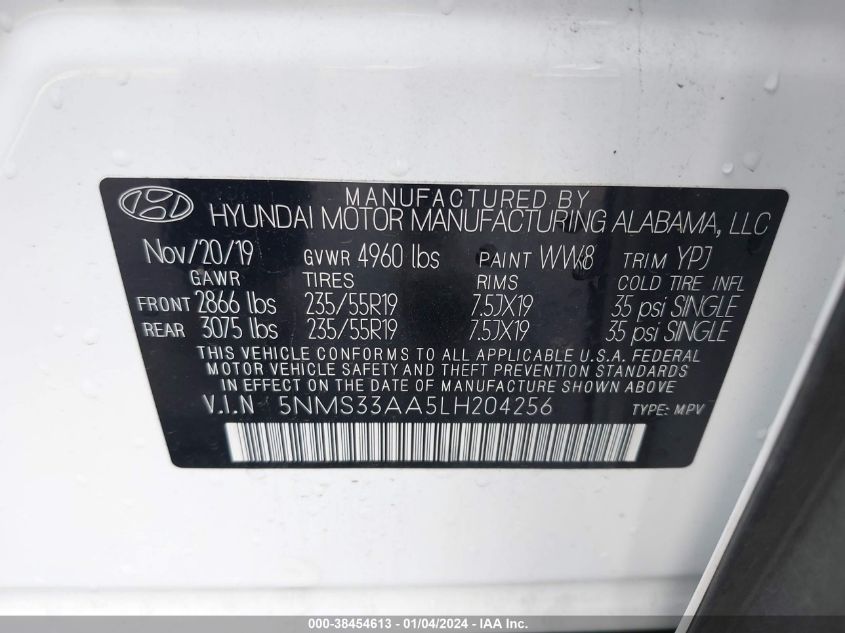 MANUFACTURED BY
HYUNDAI MOTOR MANUFACTURING ALABAMA, LLC
Nov/20/19 GVWR 4960 lbs PAINT WW8 TRIM YPJ
GAWR TIRES RIMS COLD TIRE INFL
FRONT 2866 lbs 235/55R19 7.5JX19 35 psi SINGLE
REAR 3075 lbs 235/55R19 7.5JX19 35 psi SINGLE
THIS VEHICLE CONFORMS TO ALL APPLICABLE U.S.A. FEDERAL
MOTOR VEHICLE SAFETY AND THEFT PREVENTION STANDARDS
IN EFFECT ON THE DATE OF MANUFACTURE SHOWN ABOVE
V.I.N 5NMS33AA5LH204256 TYPE: MPV
000-38454613 - 01/04/2024 - IAA Inc.